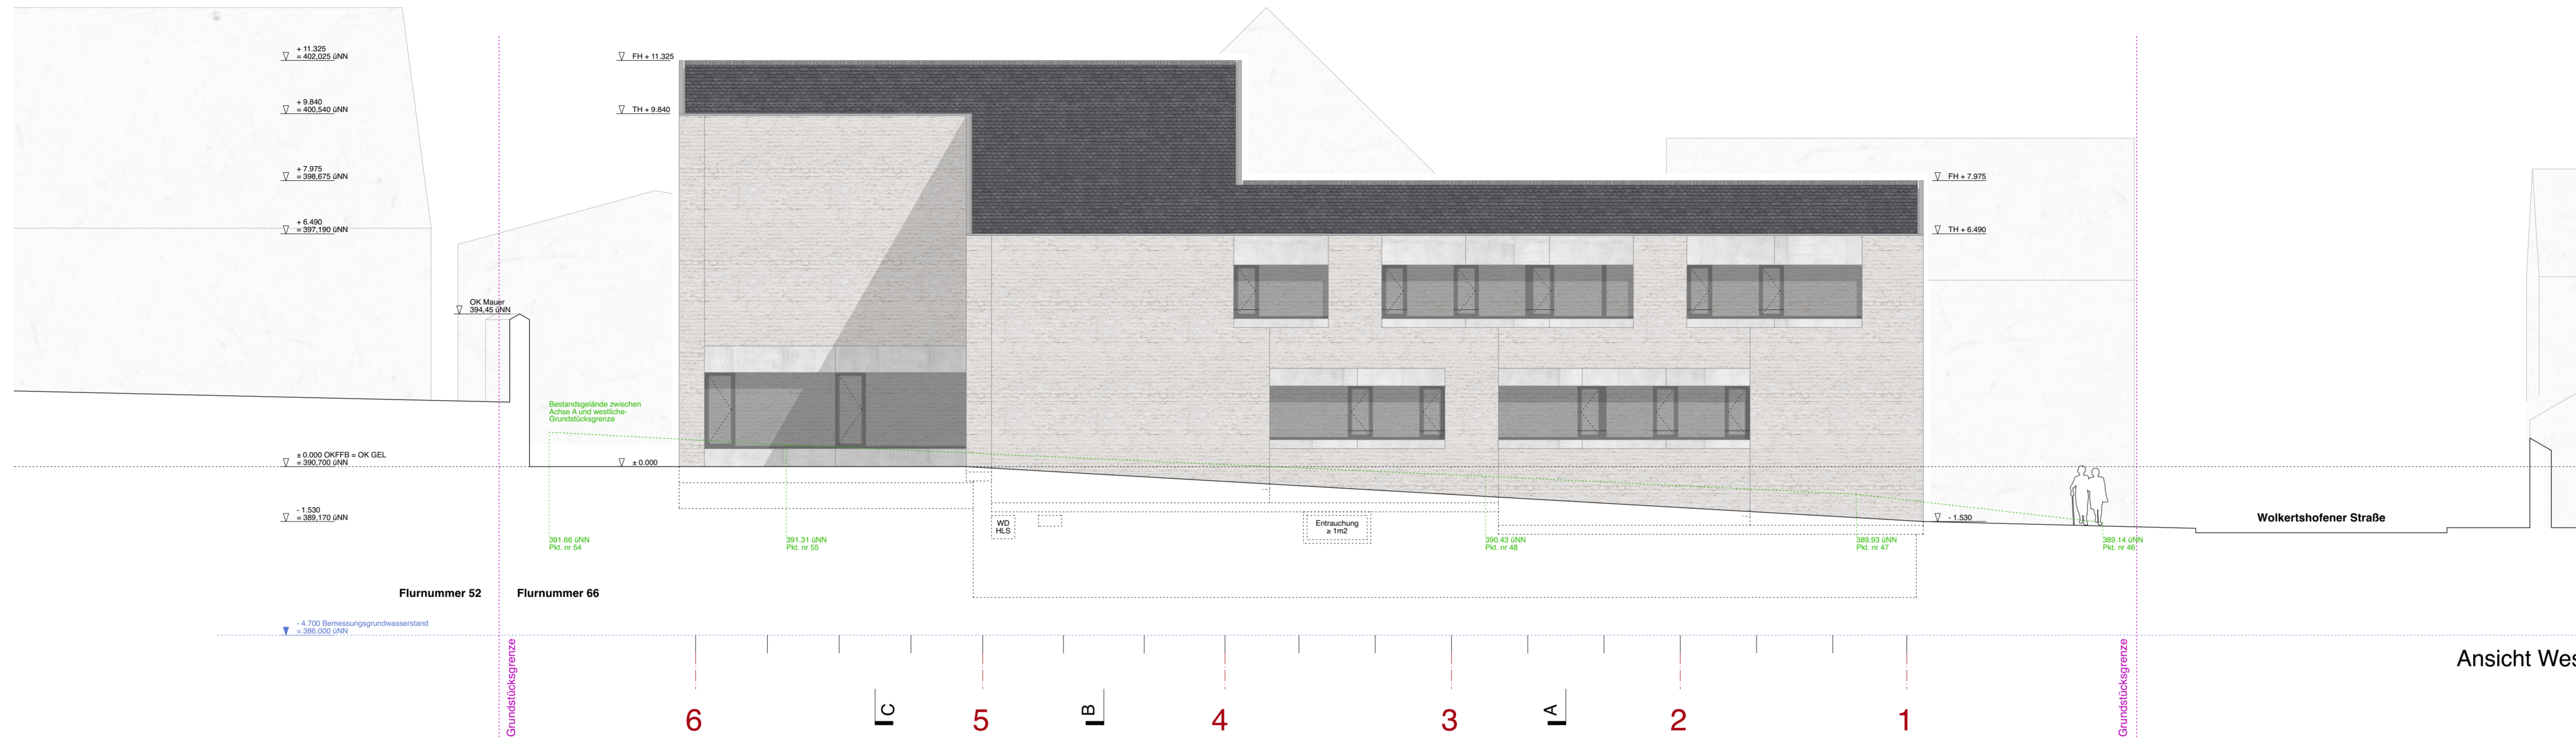 + 11.325
= 402,025 üNN
FH + 11.325
+ 9.840
= 400,540 üNN
TH + 9.840
+ 7.975
= 398,675 üNN
FH + 7.975
+ 6.490
= 397,190 üNN
TH + 6.490
OK Mauer
394,45 üNN
Bestandsgelände zwischen
Achse A und westliche-
Grundstücksgrenze
± 0.000 OKFFB = OK GEL
= 390,700 üNN
± 0.000
- 1.530
= 389,170 üNN
WD
HLS
Entrauchung
≥ 1m2
- 1.530
Wolkertshofener Straße
391.66 üNN
Pkt. nr 54
391.31 üNN
Pkt. nr 55
390.43 üNN
Pkt. nr 48
389.93 üNN
Pkt. nr 47
389.14 üNN
Pkt. nr 46
Flurnummer 52
Flurnummer 66
- 4.700 Bemessungsgrundwasserstand
= 386.000 üNN
Grundstücksgrenze
Grundstücksgrenze
Ansicht Wes
6
C
5
B
4
3
A
2
1